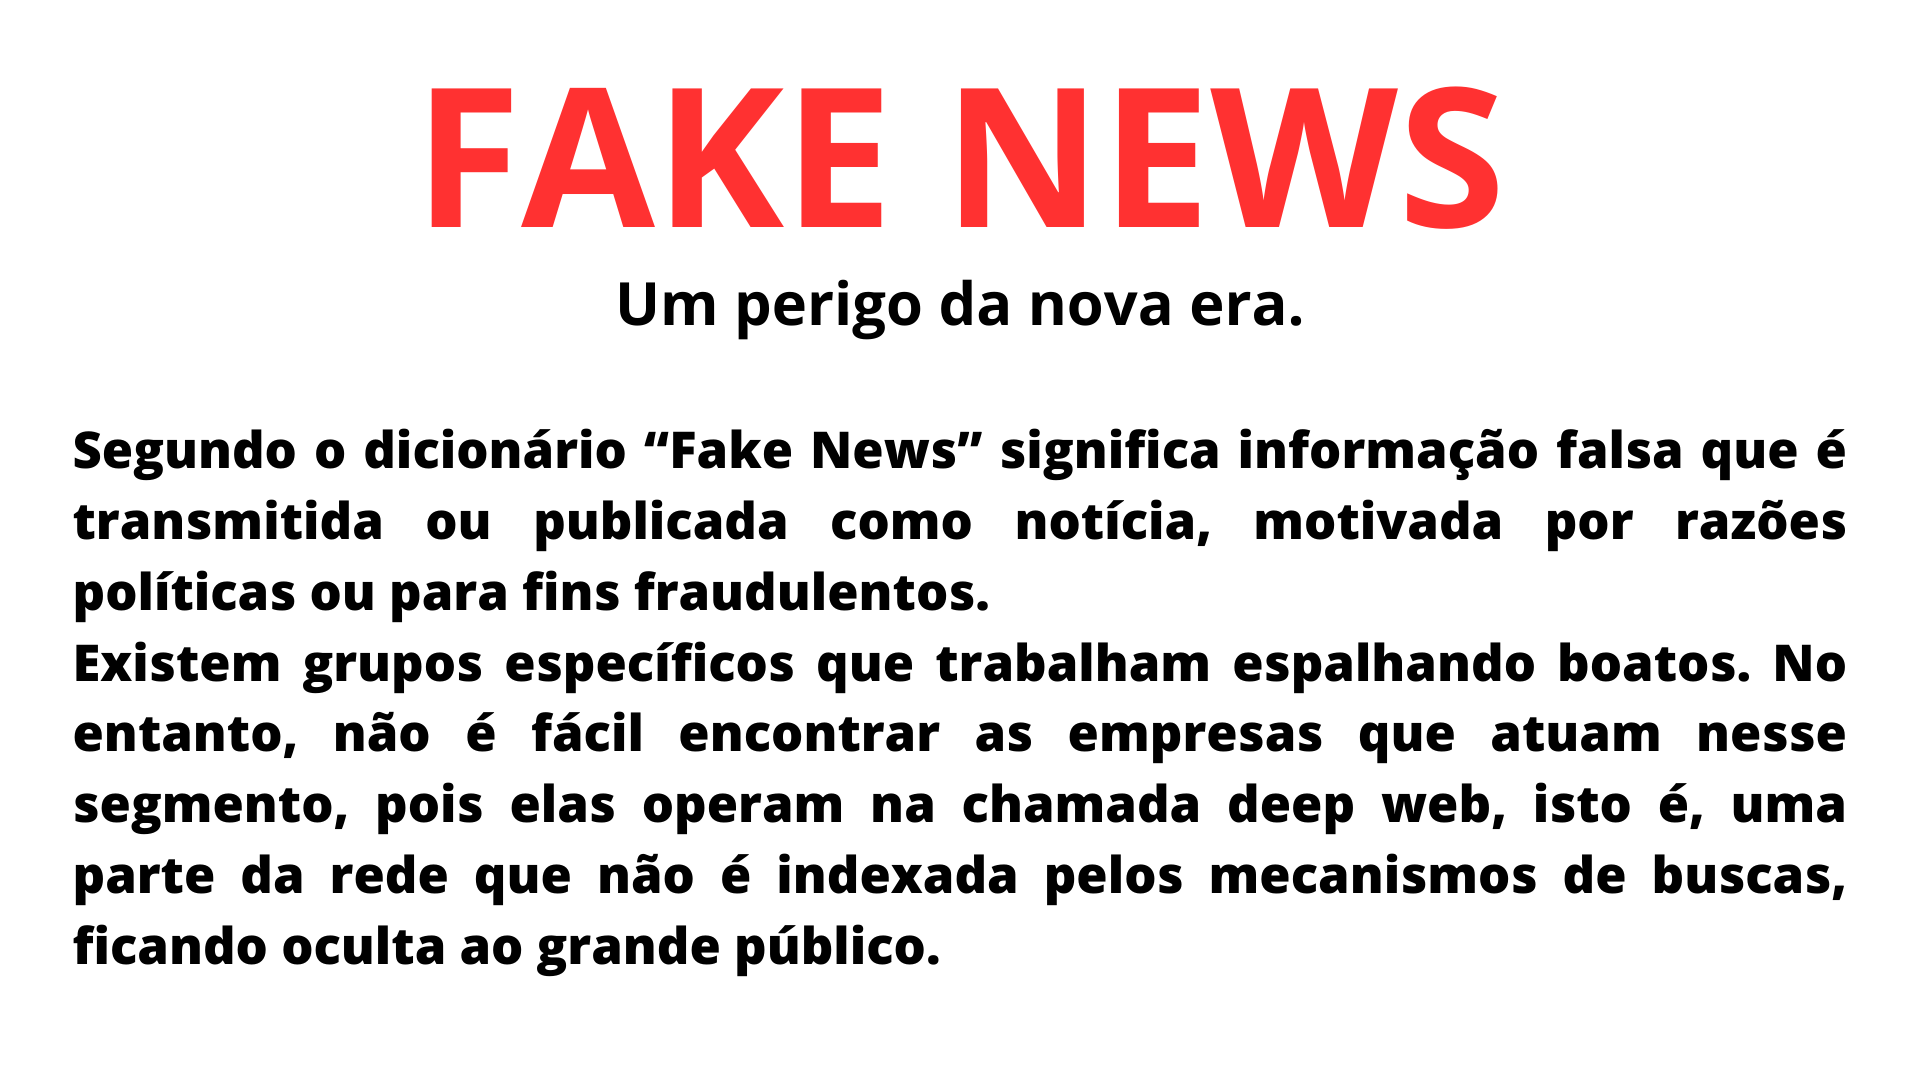 FAKE NEWS
Um perigo da nova era.
Segundo o dicionário “Fake News” significa informação falsa que é
transmitida ou publicada como notícia, motivada por razões
políticas ou para fins fraudulentos.
Existem grupos específicos que trabalham espalhando boatos. No
entanto, não é fácil encontrar as empresas que atuam nesse
segmento, pois elas operam na chamada deep web, isto é, uma
parte da rede que não é indexada pelos mecanismos de buscas,
ficando oculta ao grande público.